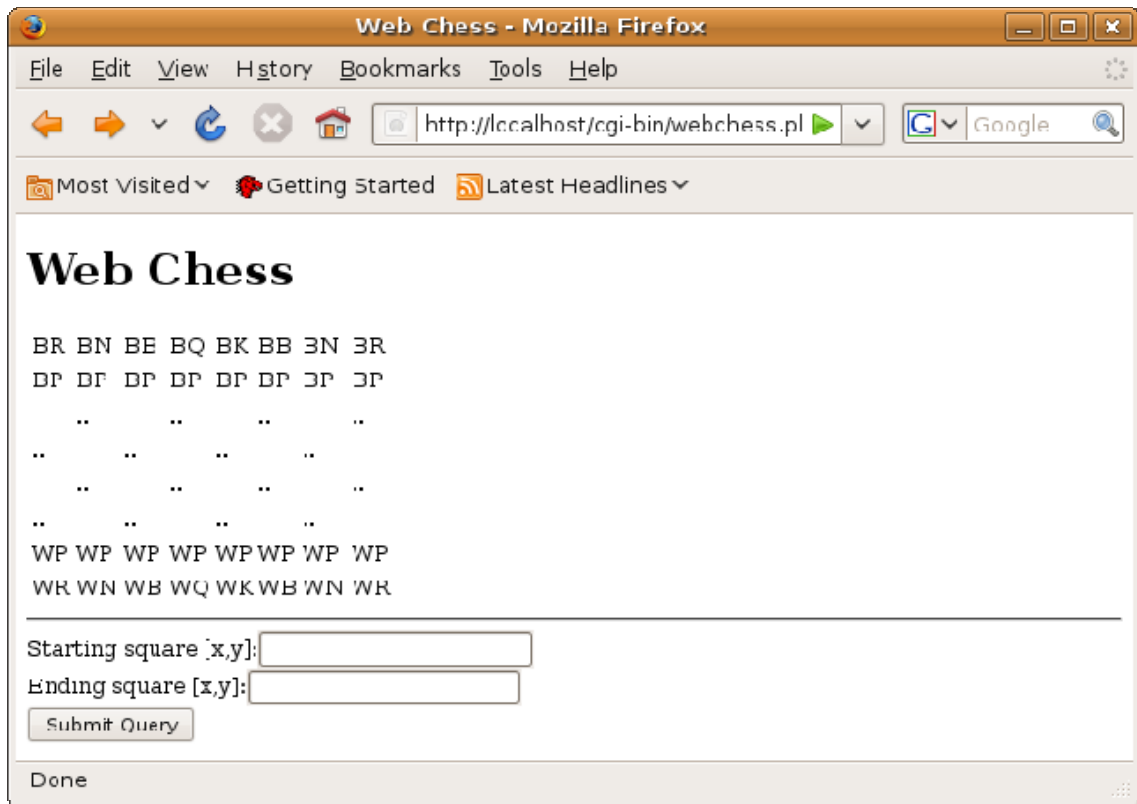 Web Chess - Mozilla Firefox
File Edit View History Bookmarks Tools Help
http://localhost/cgi-bin/webchess.pl G Google
Most Visited Getting Started Latest Headlines
Web Chess
BR BN BB BQ BK BB BN BR
BP BP BP BP BP BP BP BP
.. .. .. ..
.. .. .. ..
.. .. .. ..
.. .. .. ..
WP WP WP WP WP WP WP WP
WR WN WB WQ WK WB WN WR
Starting square [x,y]:
Ending square [x,y]:
Submit Query
Done